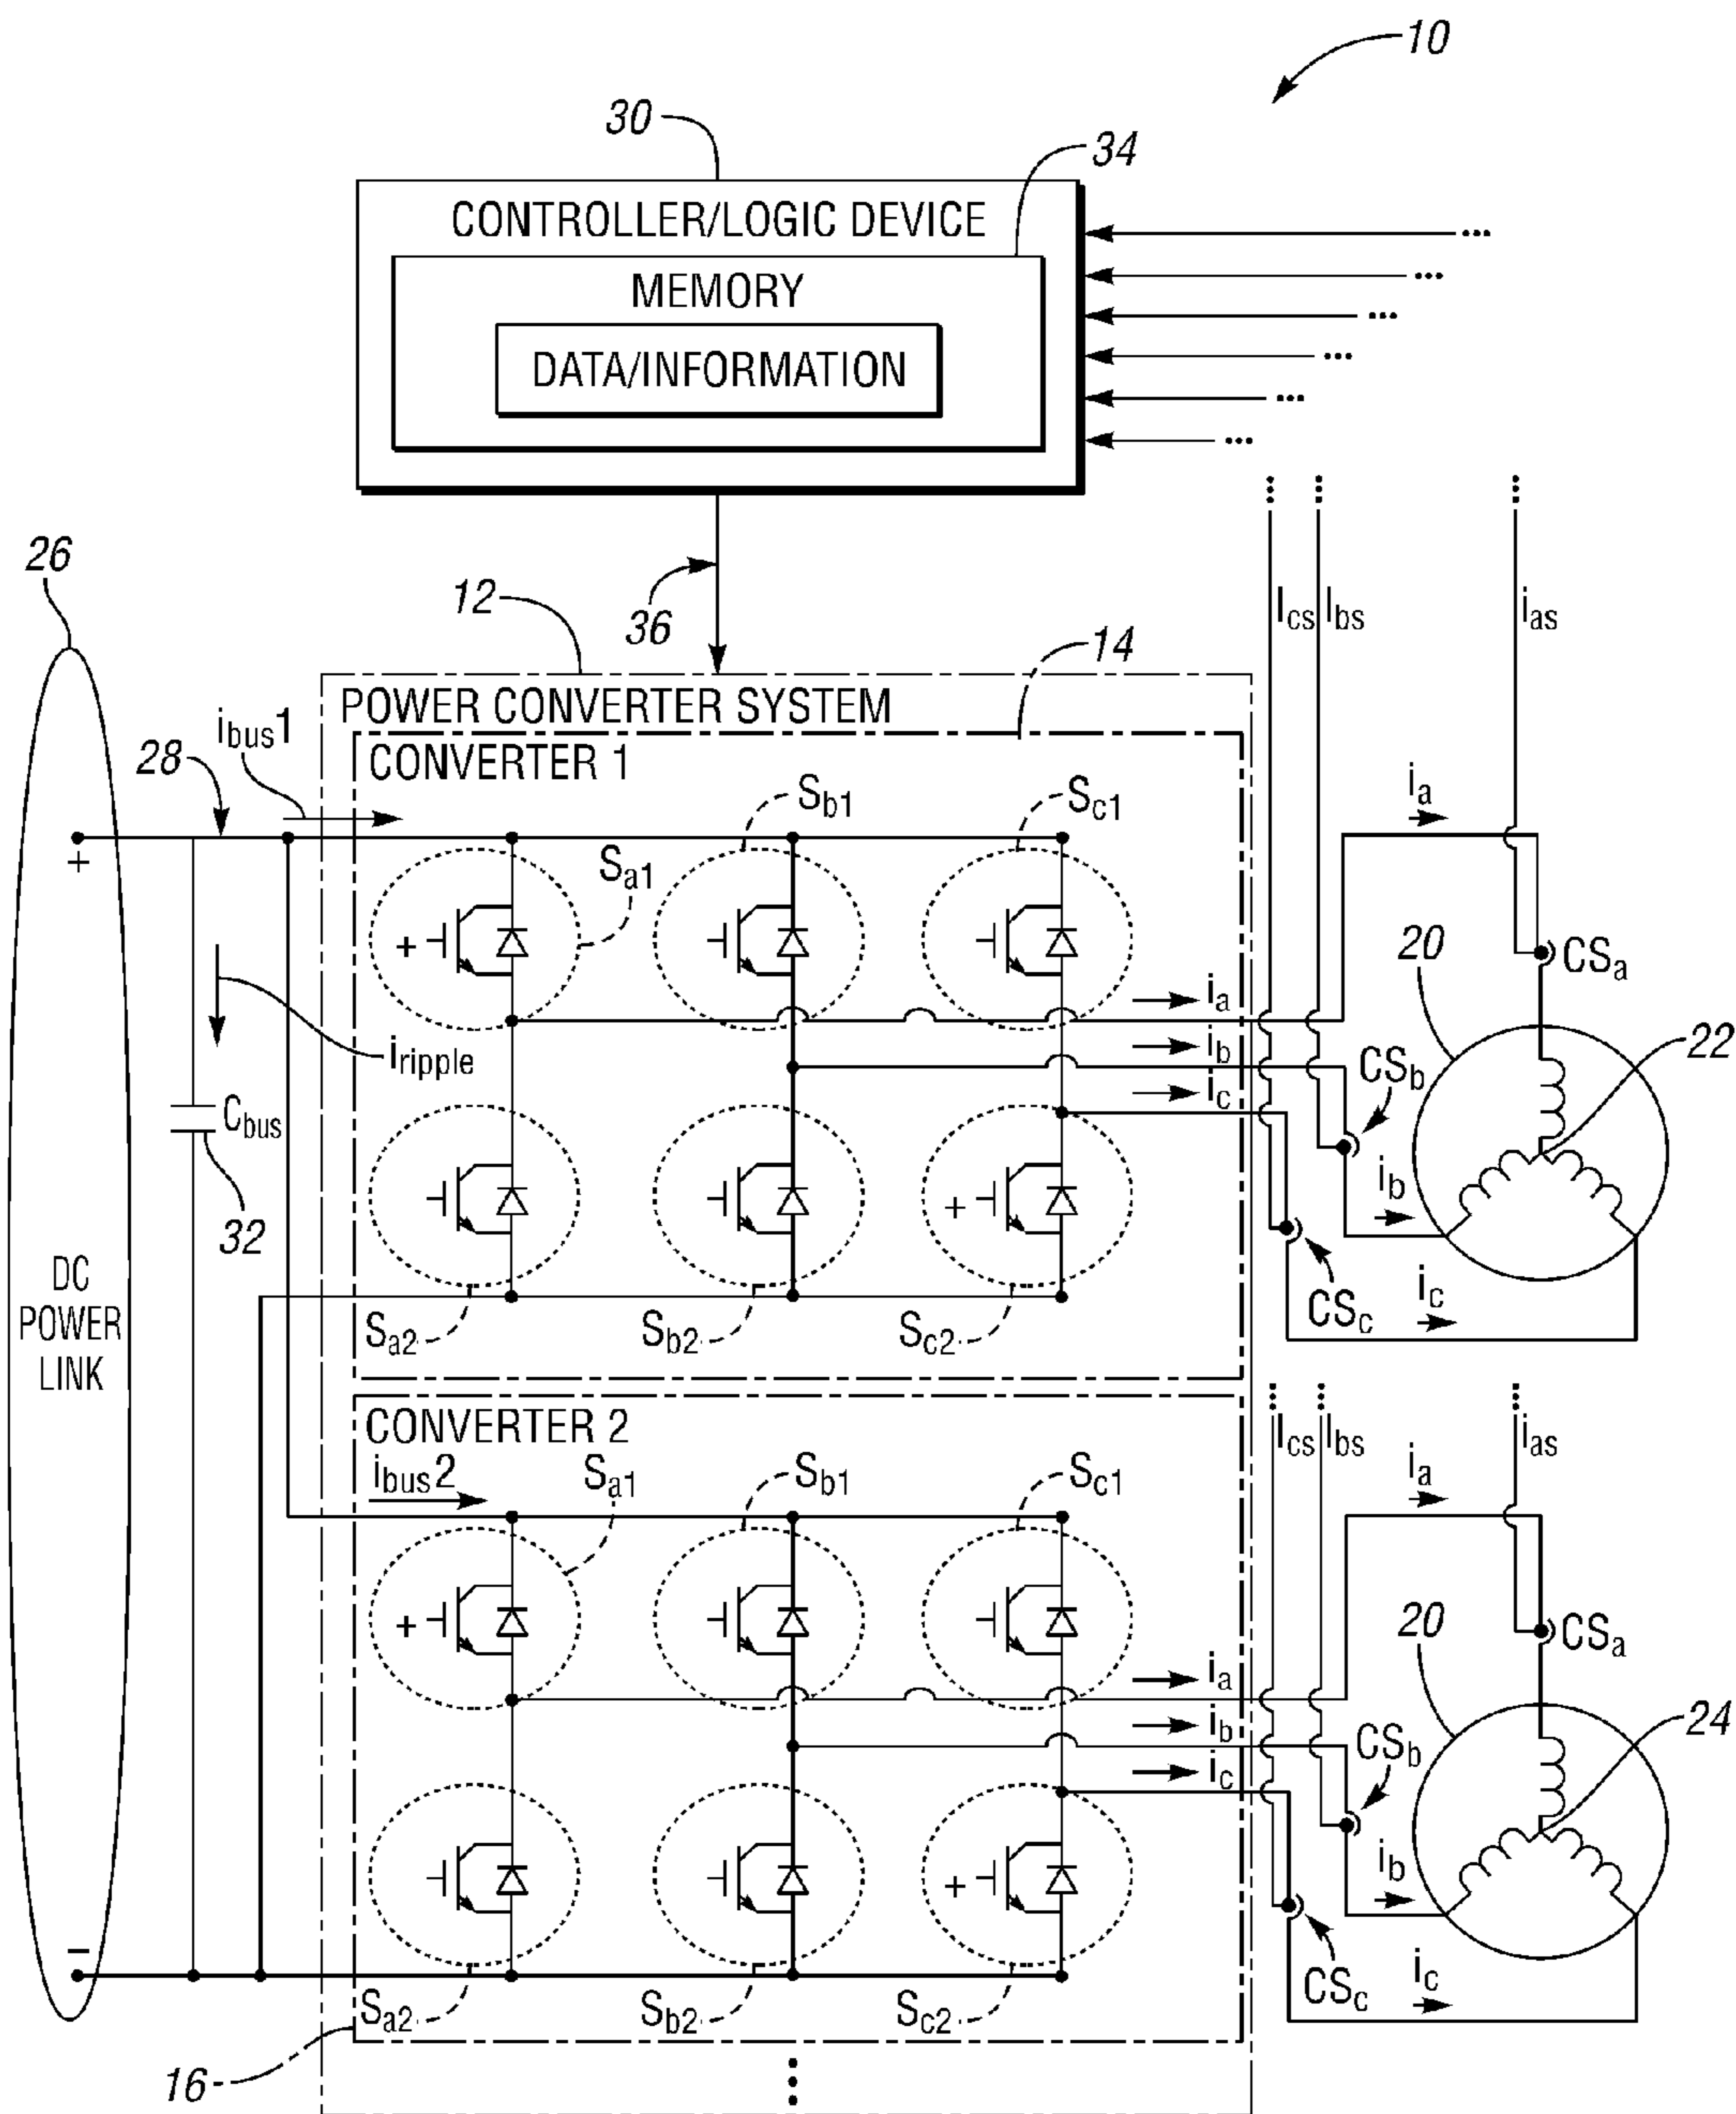 10
30
34
CONTROLLER/LOGIC DEVICE
MEMORY
DATA/INFORMATION
26
12
36
Ics
Ibs
ias
14
POWER CONVERTER SYSTEM
ibus1
28
CONVERTER 1
Sb1
Sc1
ia
+
Sa1
+
20
CSa
ia
iripple
ib
CSb
22
ic
Cbus
ib
+
32
DC
POWER
LINK
CSc
ic
Sa2
Sb2
Sc2
CONVERTER 2
Ics
Ibs
ias
ibus2
Sa1
Sb1
Sc1
ia
+
20
CSa
ia
ib
CSb
24
ic
ib
+
−
CSc
ic
Sa2
Sb2
Sc2
16